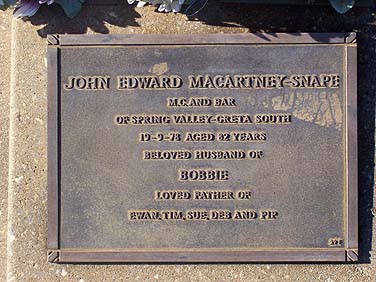 JOHN EDWARD MACARTNEY-SNAPE
M.C. AND BAR
OF SPRING VALLEY-GRETA SOUTH
19-9-78 AGED 82 YEARS
BELOVED HUSBAND OF
BOBBIE
LOVED FATHER OF
EWAN, TIM, SUE, DEB AND PIP